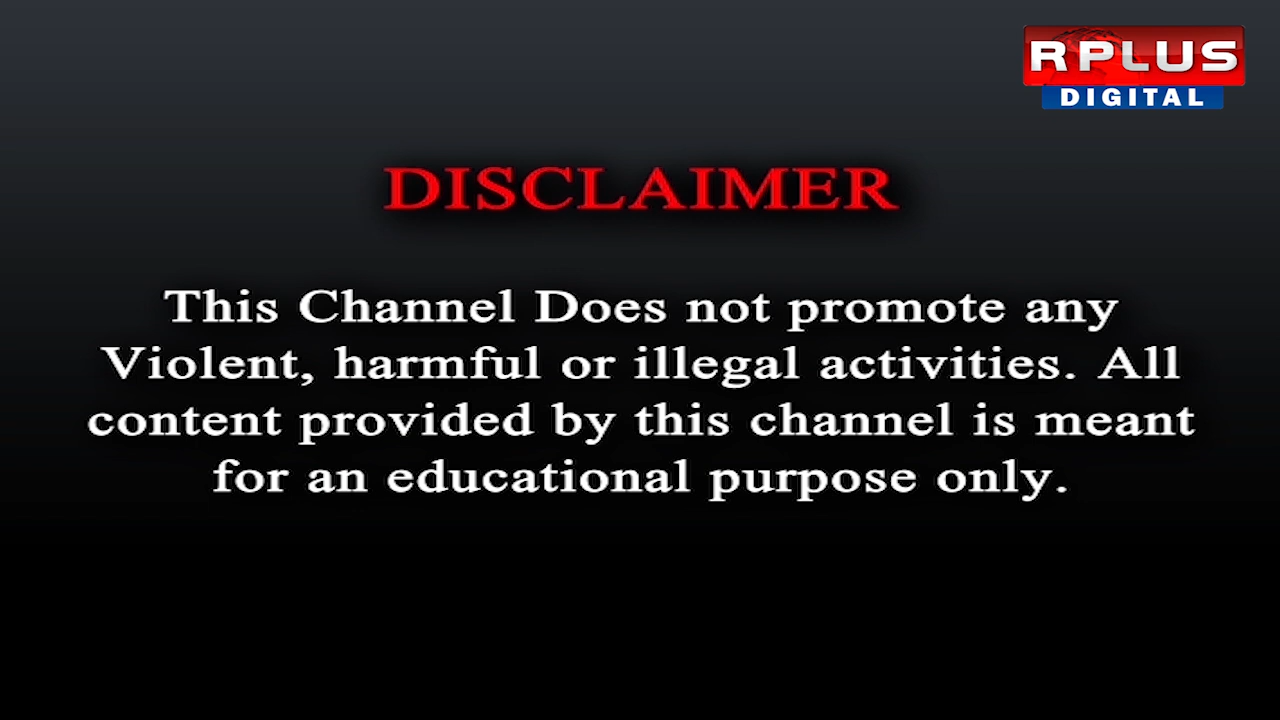 RPLUS
DIGITAL
DISCLAIMER
This Channel Does not promote any
Violent, harmful or illegal activities. All
content provided by this channel is meant
for an educational purpose only.